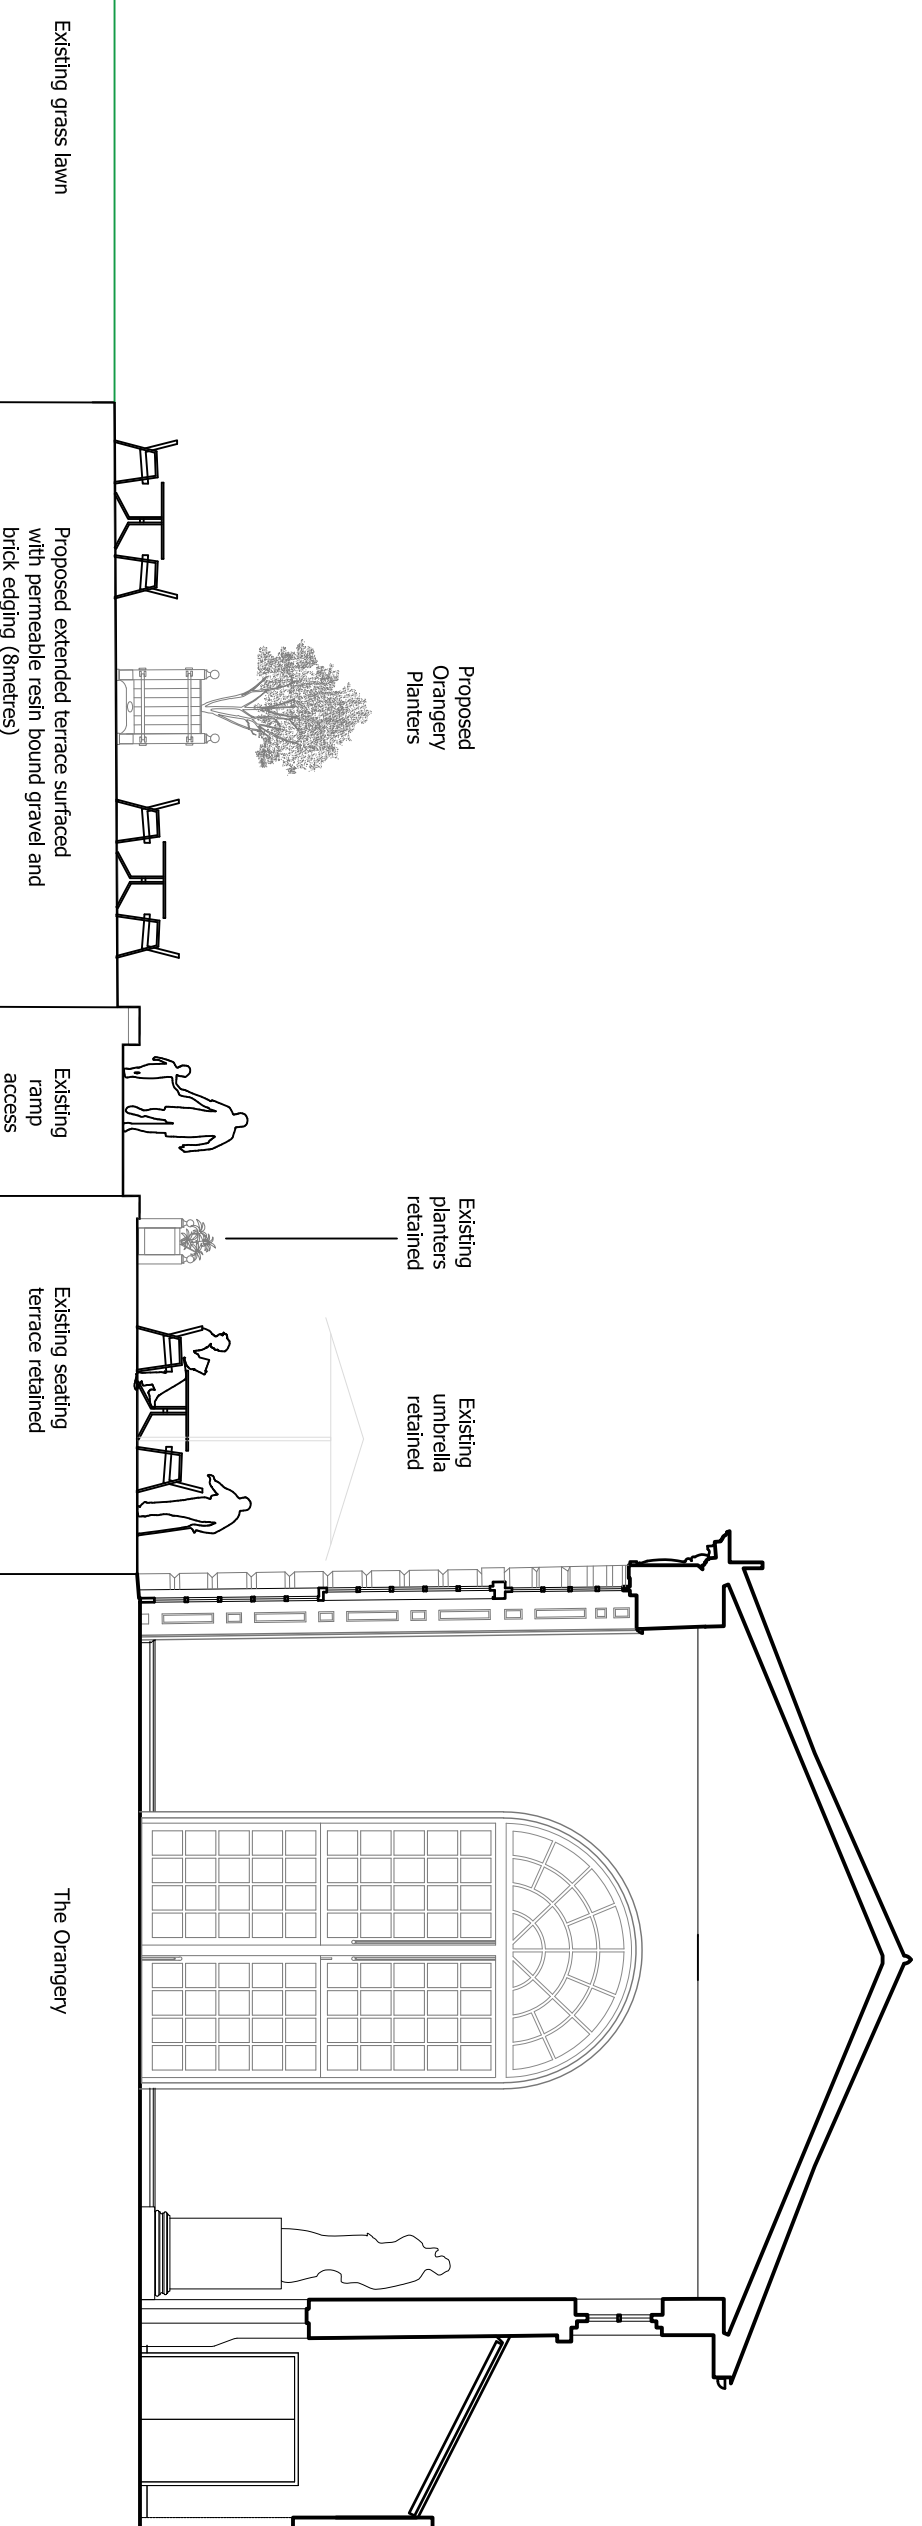 Existing grass lawn
Proposed extended terrace surfaced
with permeable resin bound gravel and
brick edging (8metres)
Proposed
Orangery
Planters
Existing
ramp
access
Existing
planters
retained
Existing seating
terrace retained
Existing
umbrella
retained
The Orangery